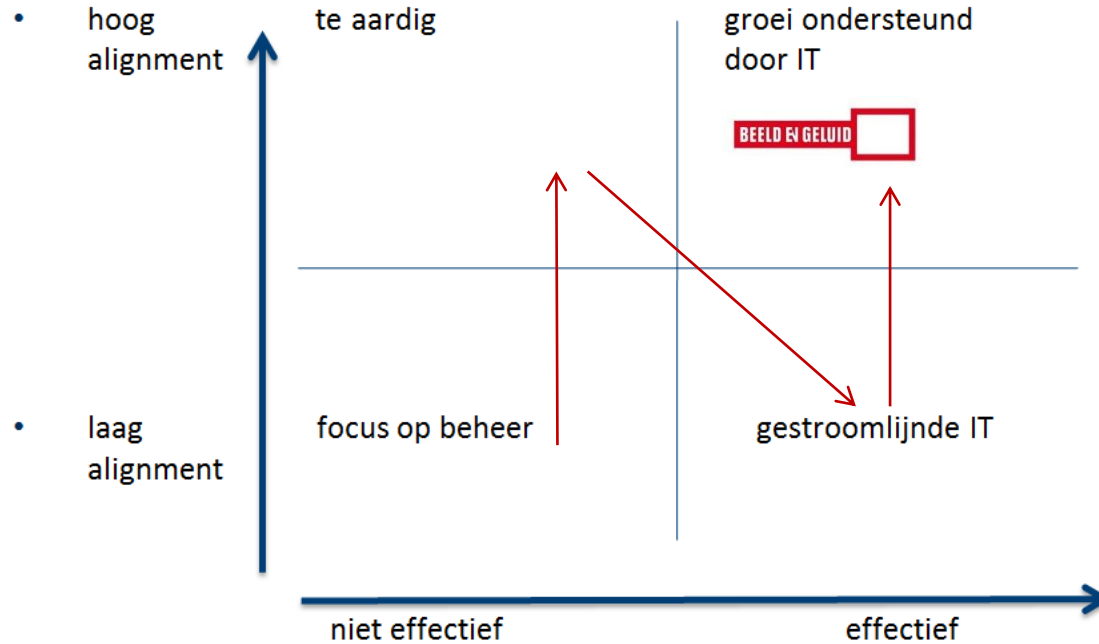 • hoog
alignment
te aardig
groei ondersteund
door IT
BEELD EN GELUID
• laag
alignment
focus op beheer
gestroomlijnde IT
niet effectief
effectief